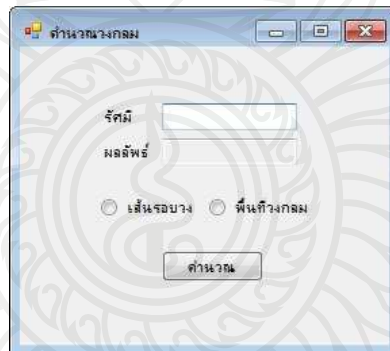 คำนวณวงกลม
รัศมี
ผลลัพธ์
เส้นรอบวง พื้นที่วงกลม
คำนวณ